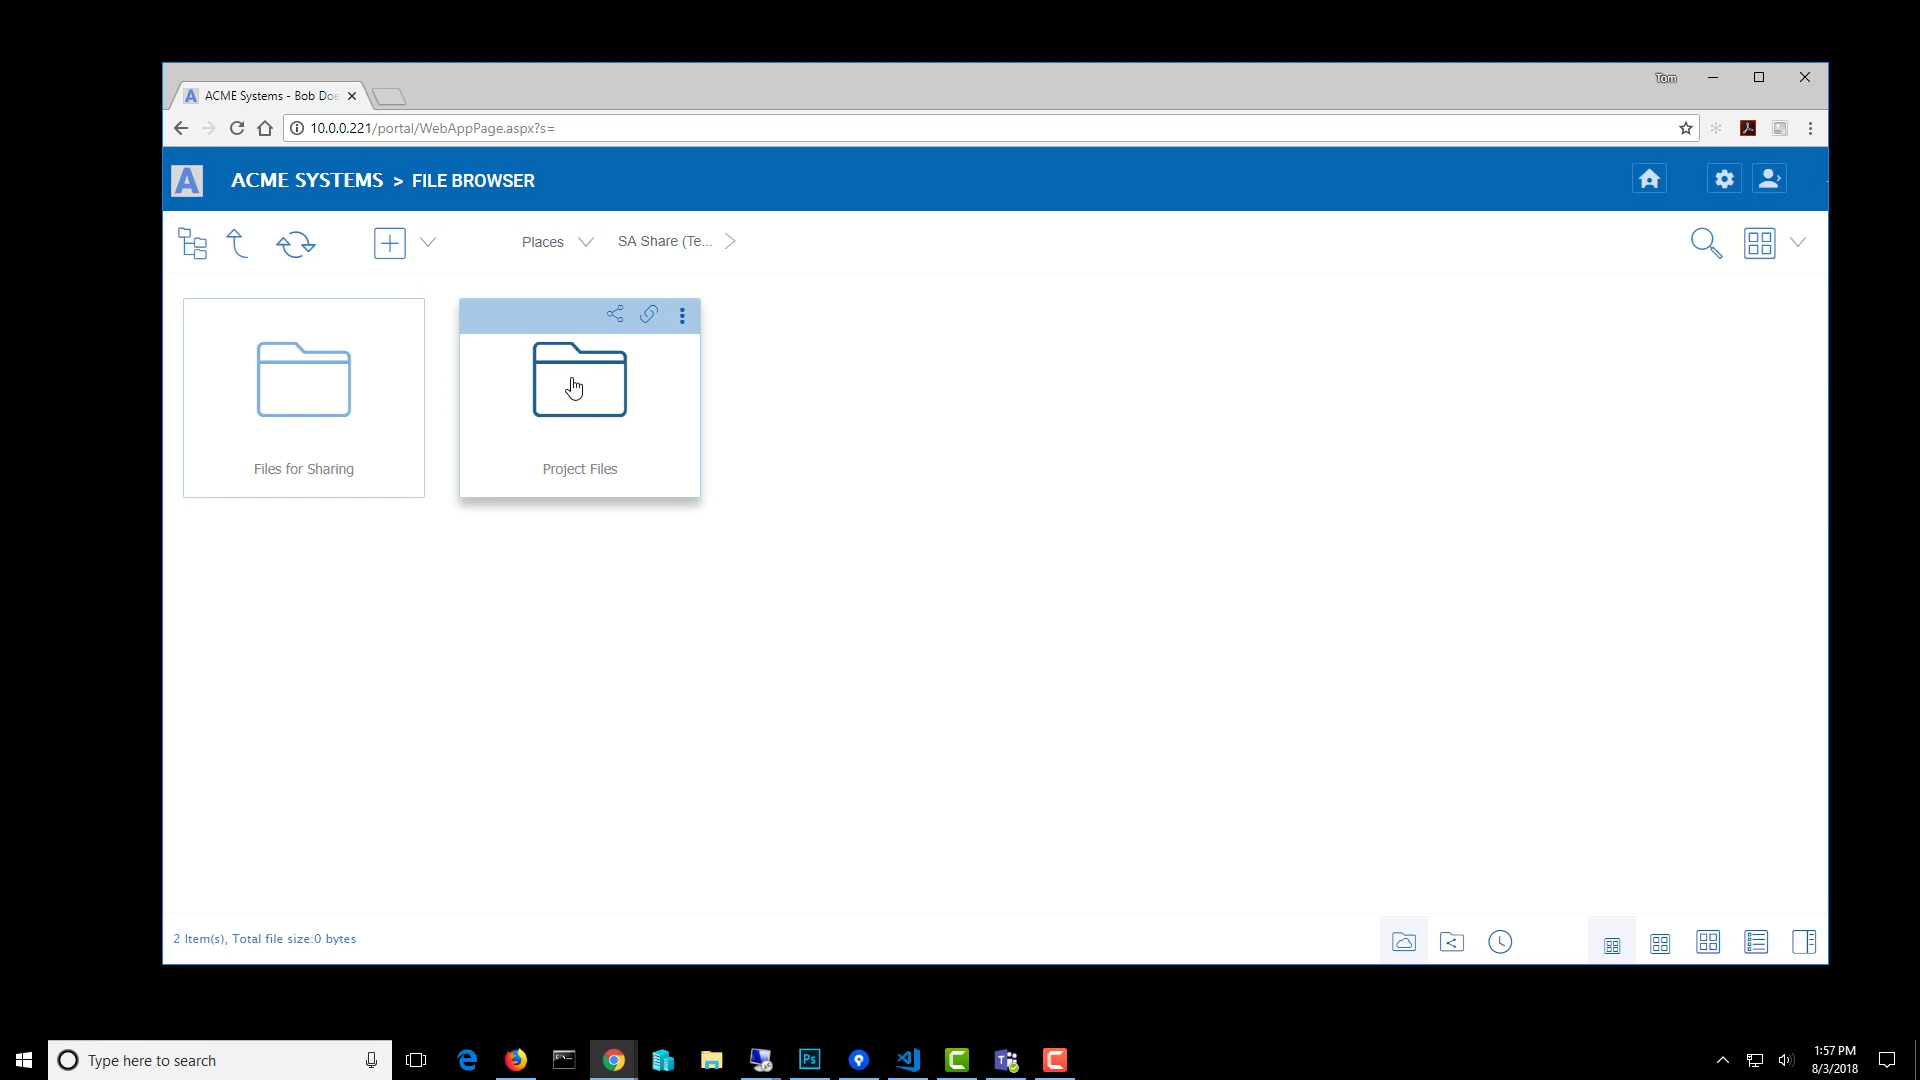 Tom
A ACME Systems - Bob Doe
10.0.0.221/portal/WebAppPage.aspx?s=
A ACME SYSTEMS > FILE BROWSER
Places SA Share (Te...
Files for Sharing
Project Files
2 Item(s), Total file size:0 bytes
Type here to search
Ps
1:57 PM
8/3/2018